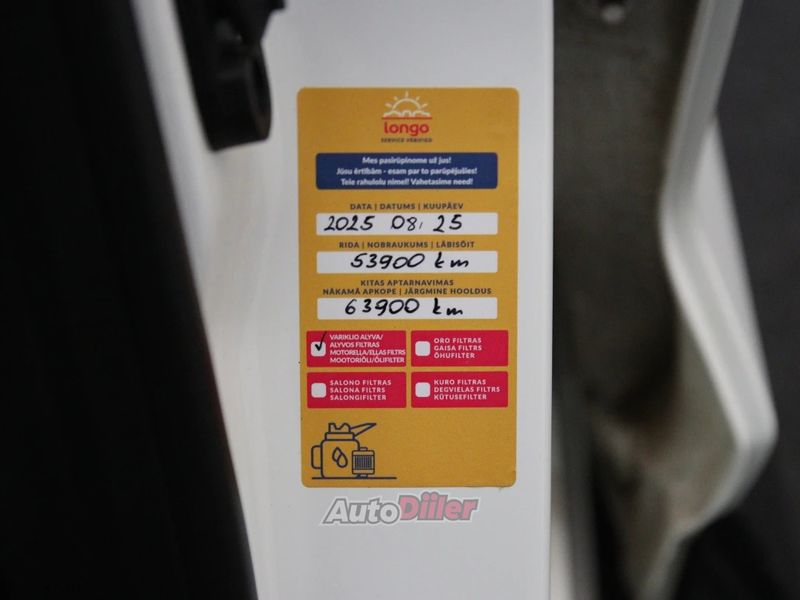 longo
SERVICE VERIFIED
Mes pasirūpinome už jus!
Jūsu ērtībām - esam par to parūpējušies!
Teie rahulolu nimel! Vahetasime need!
DATA | DATUMS | KUUPÄEV
2025 08, 25
RIDA | NOBRAUKUMS | LÄBISÕIT
53900 km
KITAS APTARNAVIMAS
NĀKAMĀ APKOPE | JÄRGMINE HOOLDUS
63900 km
VARIKLIO ALYVA/
ALYVOS FILTRAS
MOTOREĻĻA/EĻĻAS FILTRS
MOOTORIÕLI/ÕLIFILTER
ORO FILTRAS
GAISA FILTRS
ÕHUFILTER
SALONO FILTRAS
SALONA FILTRS
SALONGIFILTER
KURO FILTRAS
DEGVIELAS FILTRS
KÜTUSEFILTER
AutoDiiler